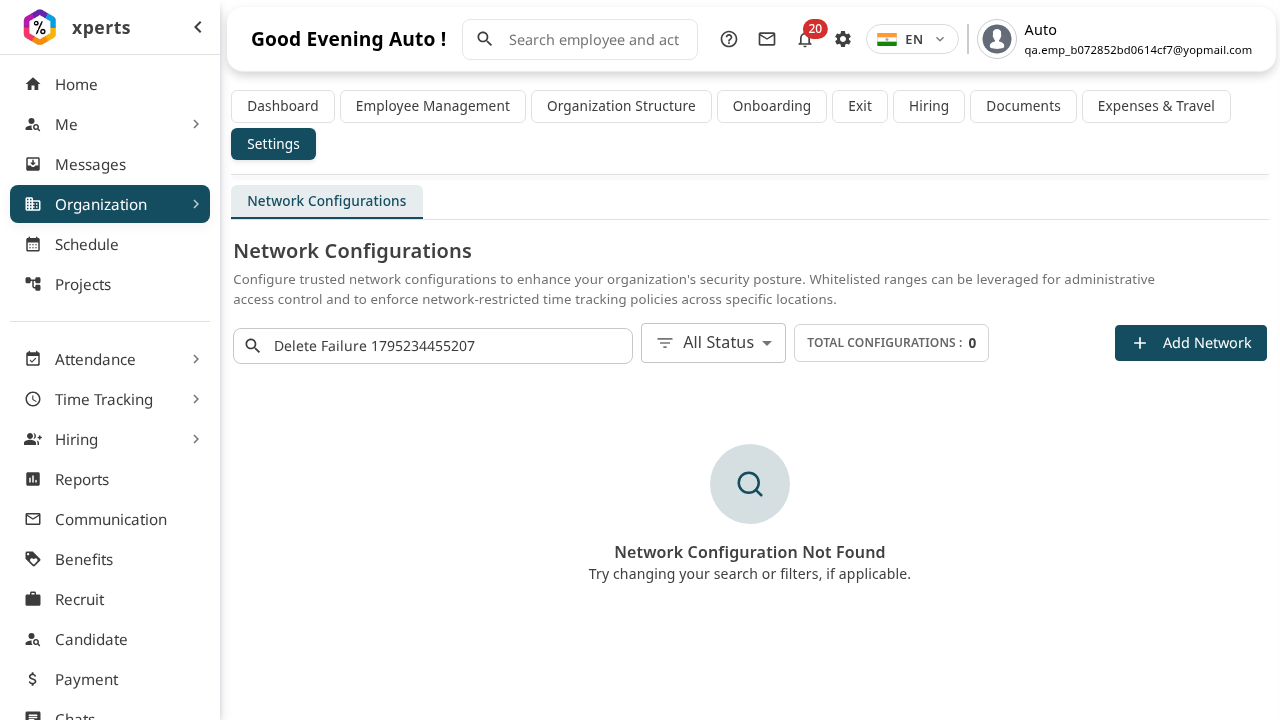 xperts
Home
Me
Messages
Organization
Schedule
Projects
Attendance
Time Tracking
Hiring
Reports
Communication
Benefits
Recruit
Candidate
Payment
Chats
Good Evening Auto !
Search employee and act
20
EN
Auto
qa.emp_b072852bd0614cf7@yopmail.com
Dashboard
Employee Management
Organization Structure
Onboarding
Exit
Hiring
Documents
Expenses & Travel
Settings
Network Configurations
Network Configurations
Configure trusted network configurations to enhance your organization's security posture. Whitelisted ranges can be leveraged for administrative
access control and to enforce network-restricted time tracking policies across specific locations.
Delete Failure 1795234455207
All Status
TOTAL CONFIGURATIONS : 0
Add Network
Network Configuration Not Found
Try changing your search or filters, if applicable.